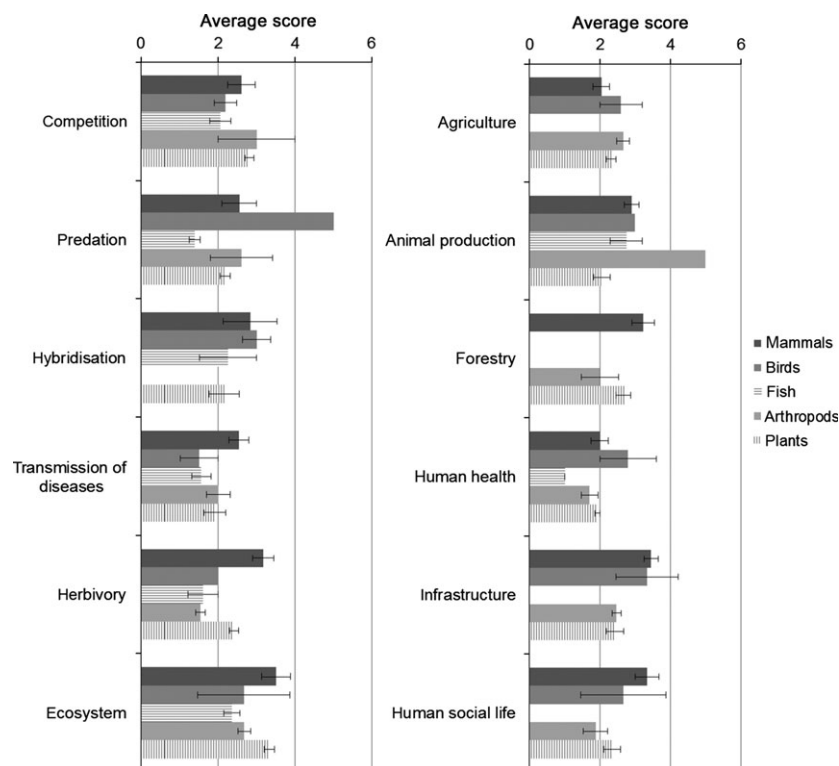 Average score
0 2 4 6
Competition
Predation
Hybridisation
Transmission of
diseases
Herbivory
Ecosystem
Average score
0 2 4 6
Agriculture
Animal production
Forestry
Human health
Infrastructure
Human social life
Mammals
Birds
Fish
Arthropods
Plants